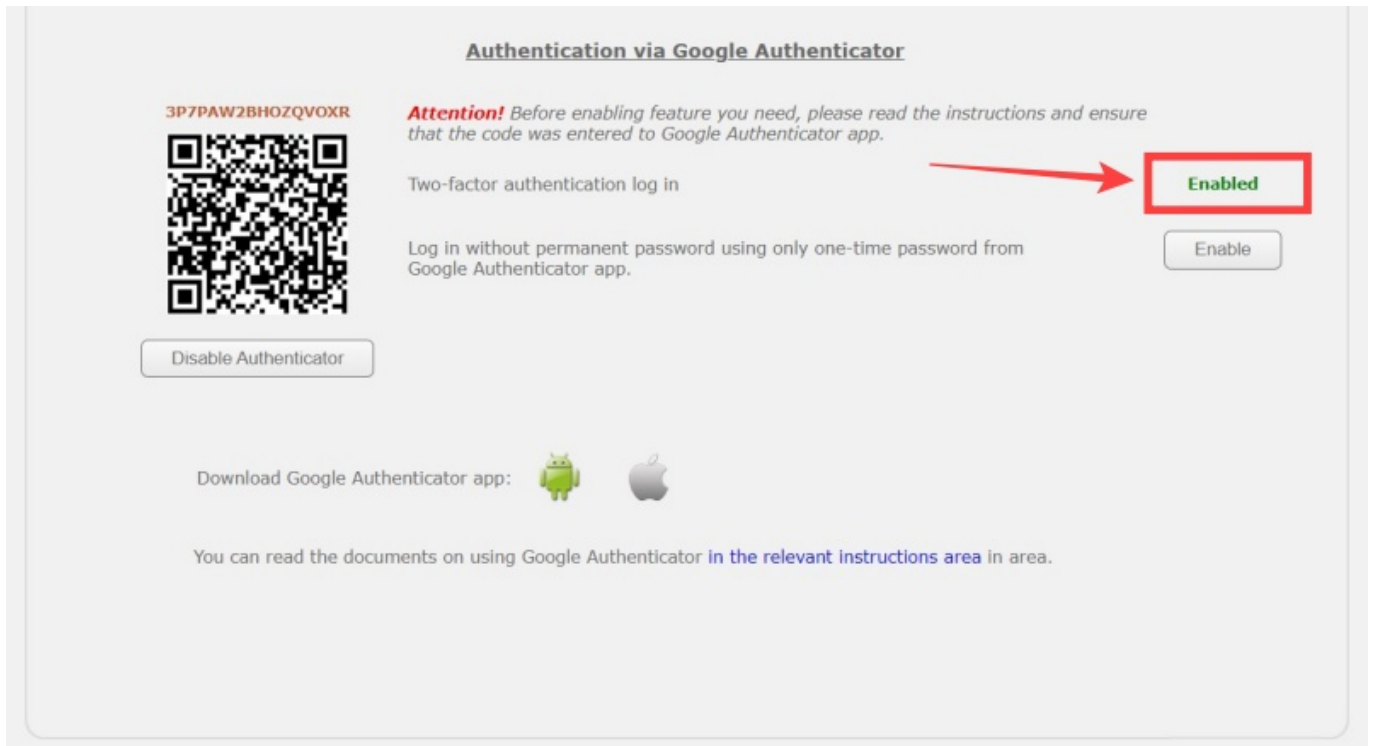 Authentication via Google Authenticator
3P7PAW2BHOZQVOXR
Attention! Before enabling feature you need, please read the instructions and ensure
that the code was entered to Google Authenticator app.
Two-factor authentication log in
Enabled
Log in without permanent password using only one-time password from
Google Authenticator app.
Enable
Disable Authenticator
Download Google Authenticator app:
You can read the documents on using Google Authenticator in the relevant instructions area in area.